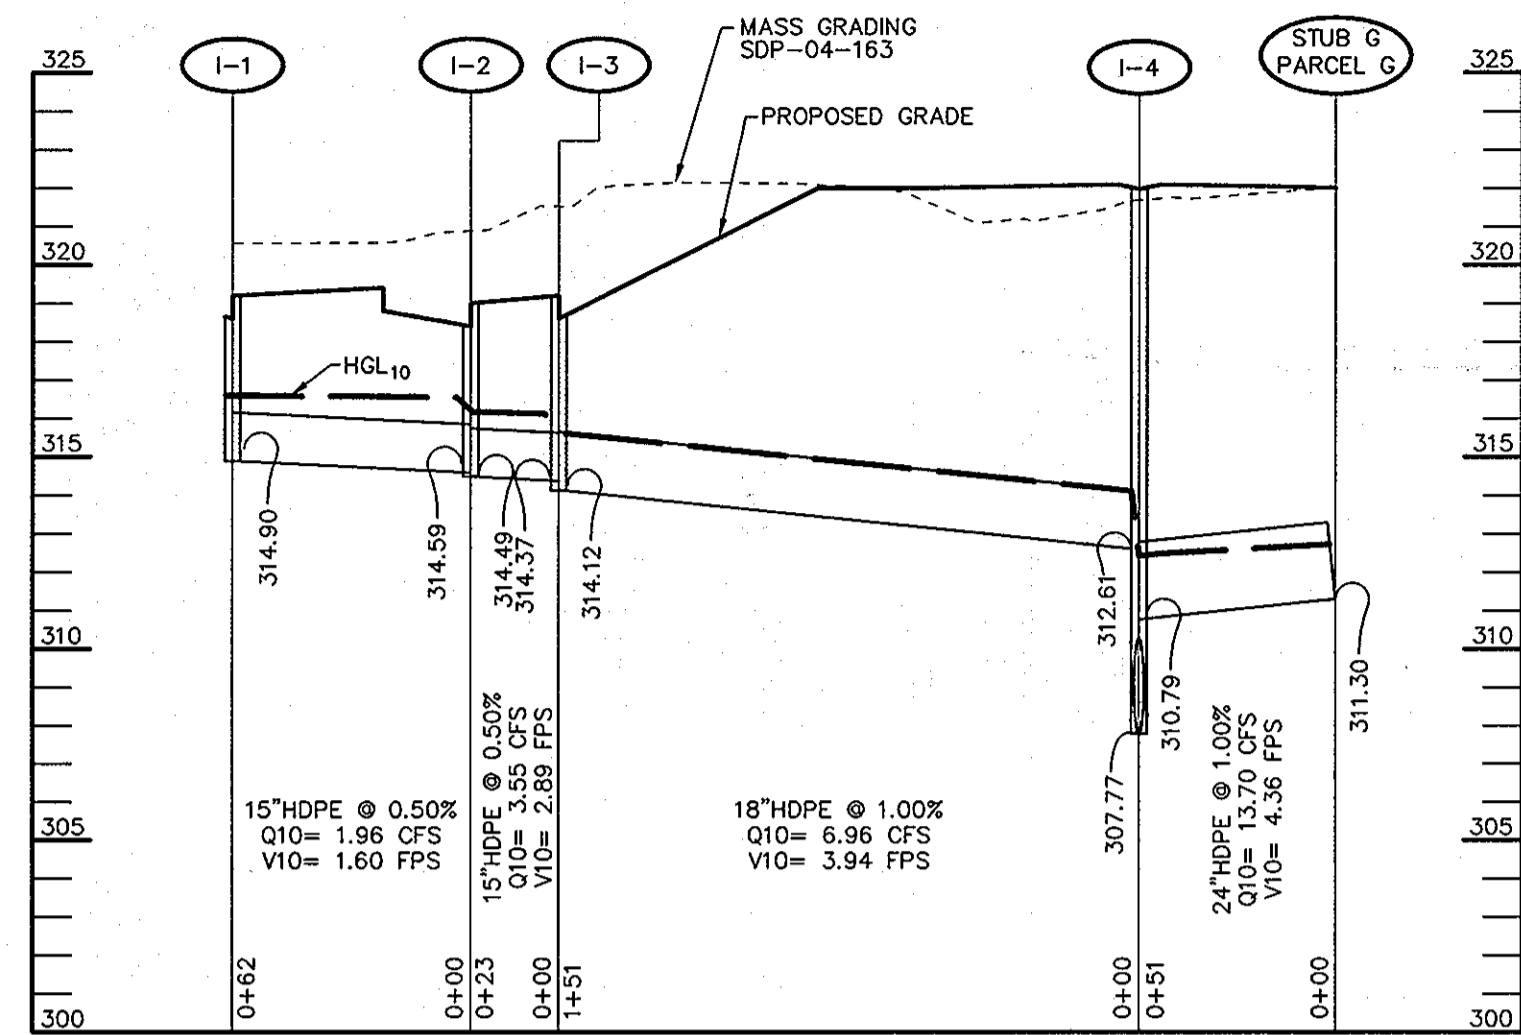 MASS GRADING
SDP-04-163
I-1
I-2
I-3
I-4
STUB G
PARCEL G
325
325
PROPOSED GRADE
320
320
HGL10
315
315
314.90
314.59
314.49
314.37
314.12
312.61
310.79
311.30
307.77
310
310
15"HDPE @ 0.50%
Q10= 1.96 CFS
V10= 1.60 FPS
15"HDPE @ 0.50%
Q10= 3.55 CFS
V10= 2.89 FPS
18"HDPE @ 1.00%
Q10= 6.96 CFS
V10= 3.94 FPS
24"HDPE @ 1.00%
Q10= 13.70 CFS
V10= 4.36 FPS
305
305
0+62
0+00
0+23
0+00
1+51
0+00
0+51
0+00
300
300